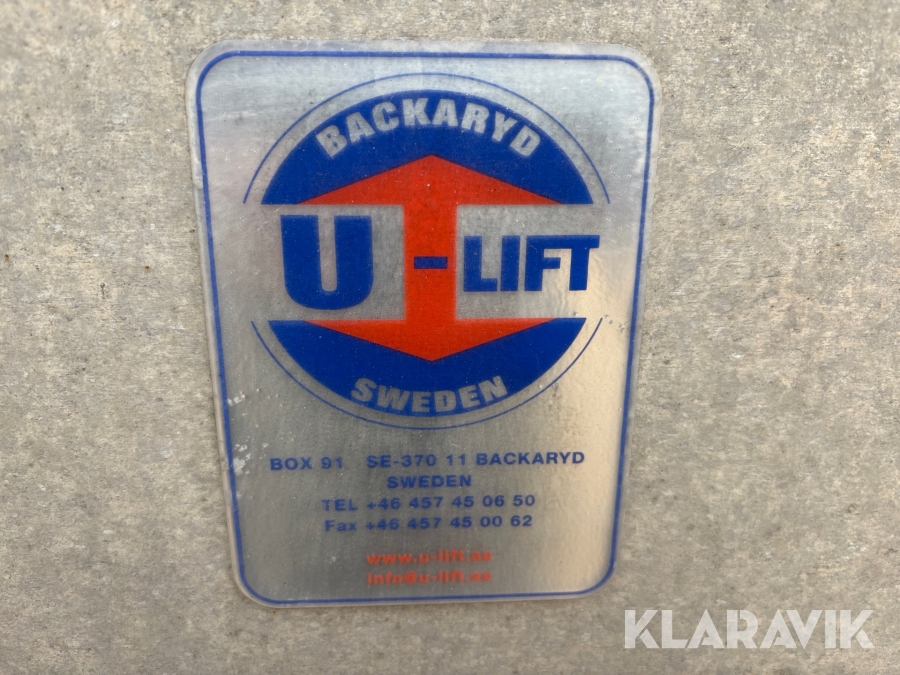 BACKARYD
U-LIFT
SWEDEN
BOX 91 SE-370 11 BACKARYD
SWEDEN
TEL +46 457 45 06 50
Fax +46 457 45 00 62
www.u-lift.se
info@u-lift.se
KLARAVIK